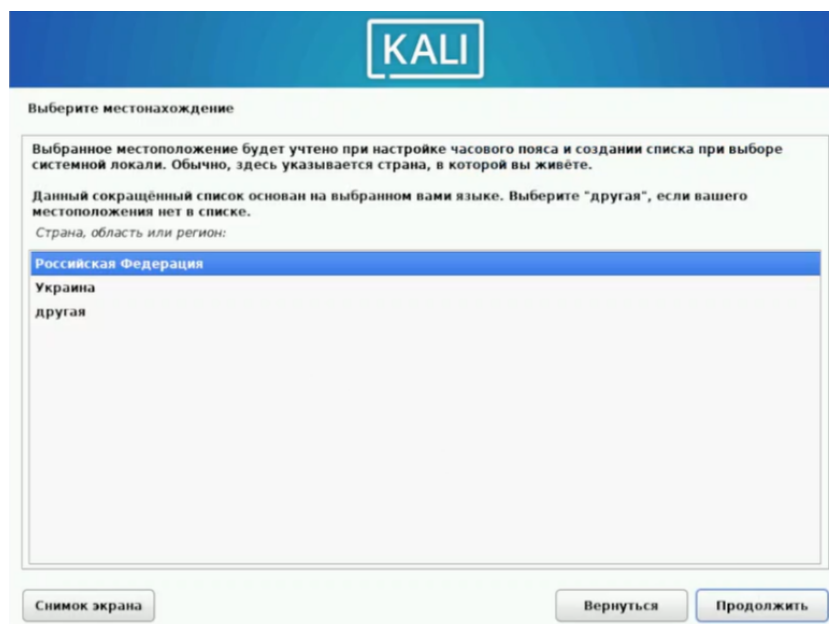 KALI
Выберите местонахождение
Выбранное местоположение будет учтено при настройке часового пояса и создании списка при выборе
системной локали. Обычно, здесь указывается страна, в которой вы живёте.
Данный сокращённый список основан на выбранном вами языке. Выберите "другая", если вашего
местоположения нет в списке.
Страна, область или регион:
Российская Федерация
Украина
другая
Снимок экрана
Вернуться
Продолжить